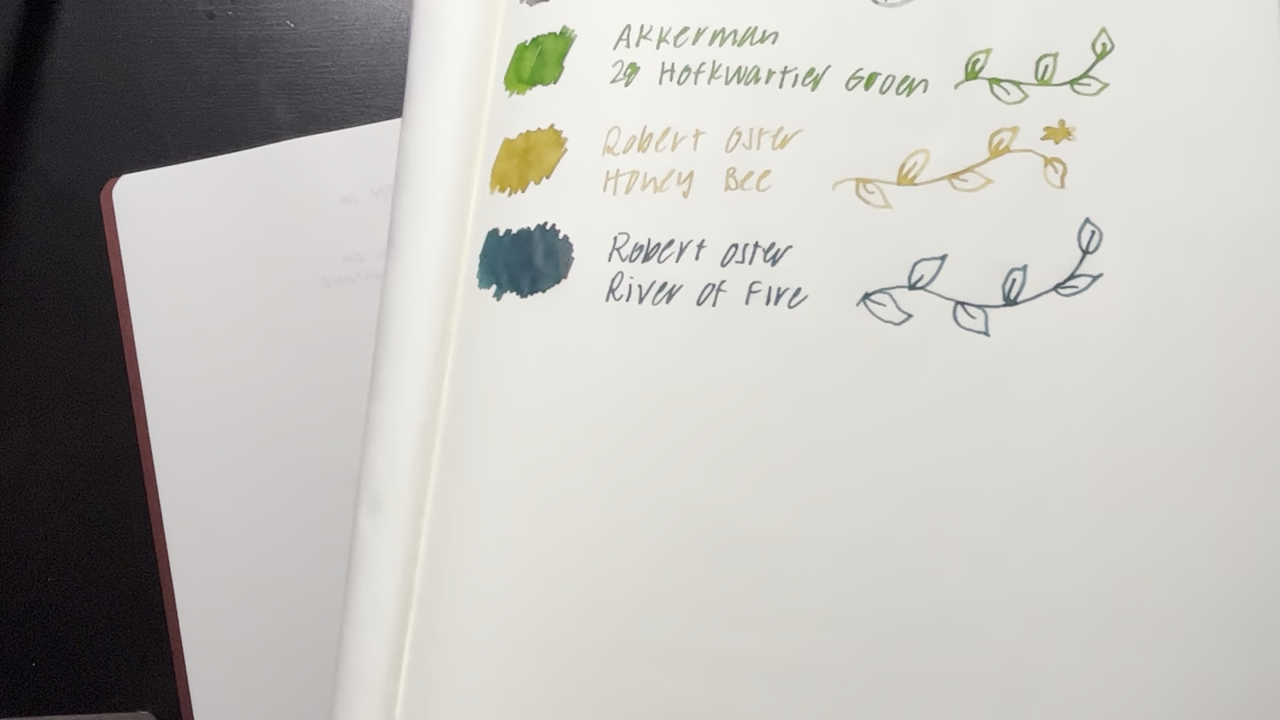 Akkerman
28 Hofkwartier Groen
Robert Oster
Honey Bee
Robert Oster
River of Fire